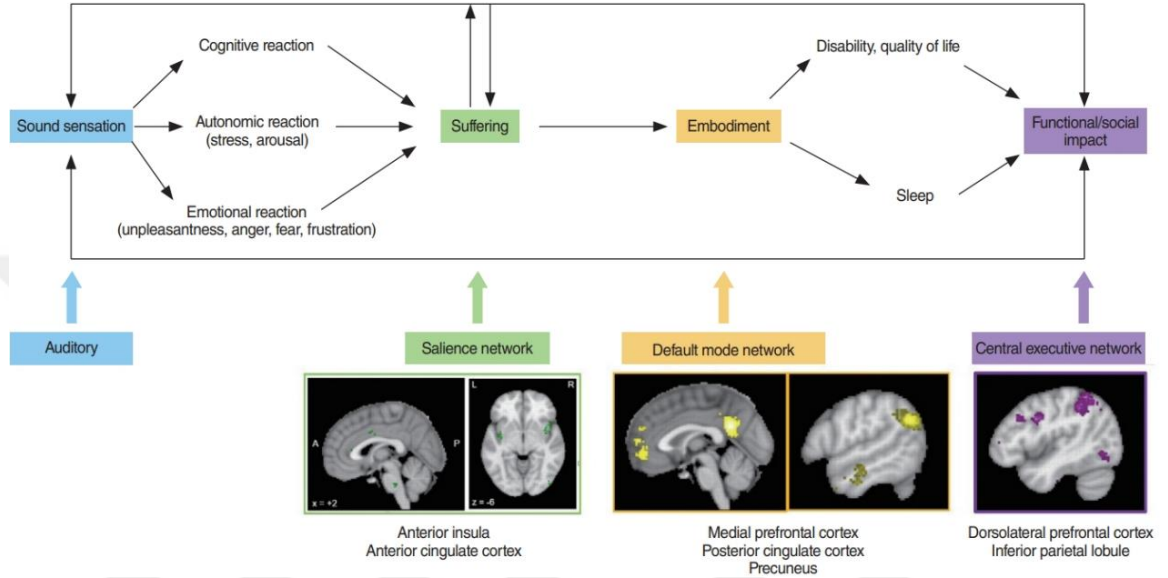 Cognitive reaction
Disability, quality of life
Sound sensation
Autonomic reaction
(stress, arousal)
Suffering
Embodiment
Functional/social
impact
Sleep
Emotional reaction
(unpleasantness, anger, fear, frustration)
Auditory
Salience network
Default mode network
Central executive network
L
R
A
P
x = +2
z = -6
Anterior insula
Anterior cingulate cortex
Medial prefrontal cortex
Posterior cingulate cortex
Precuneus
Dorsolateral prefrontal cortex
Inferior parietal lobule